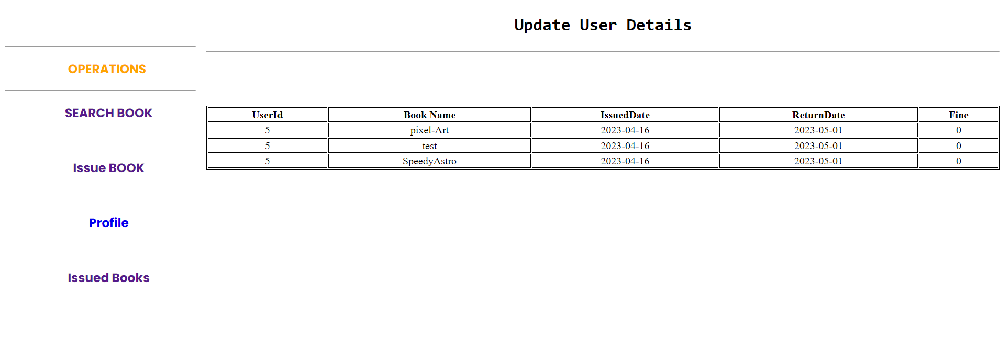 Update User Details
OPERATIONS
SEARCH BOOK
Issue BOOK
Profile
Issued Books
UserId Book Name IssuedDate ReturnDate Fine
5 pixel-Art 2023-04-16 2023-05-01 0
5 test 2023-04-16 2023-05-01 0
5 SpeedyAstro 2023-04-16 2023-05-01 0